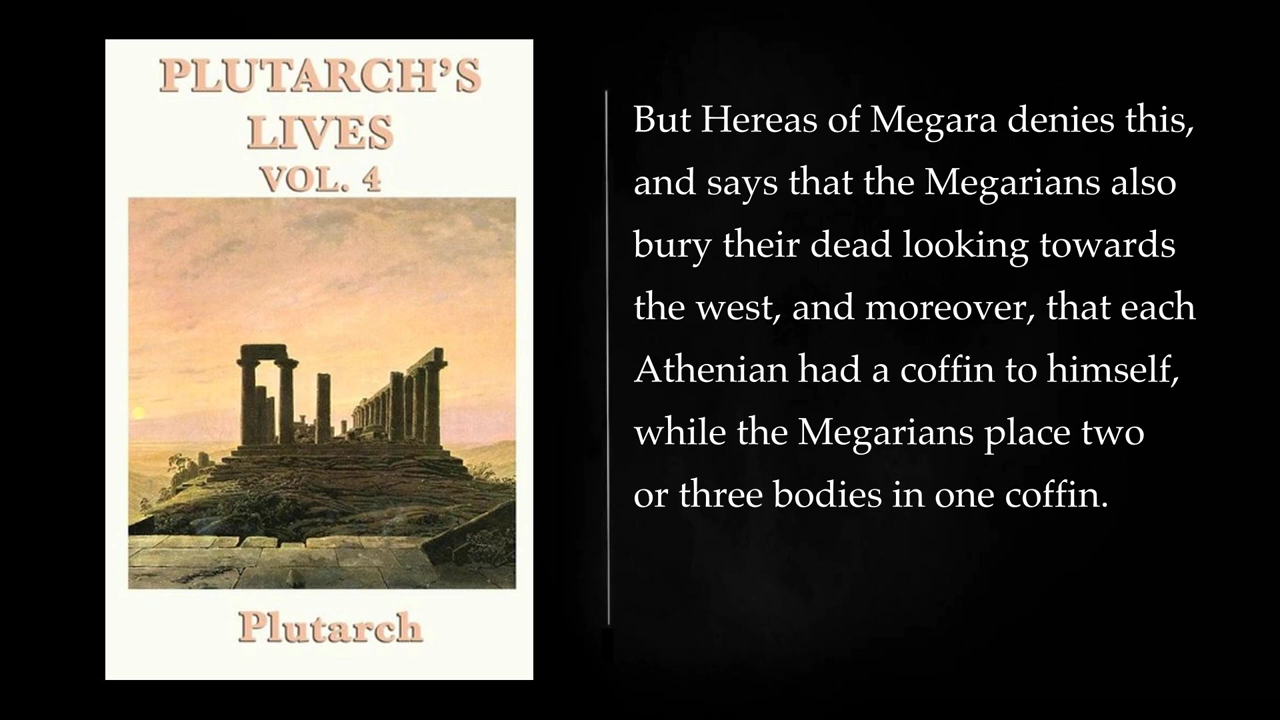 PLUTARCH'S
LIVES
VOL. 4
Plutarch
But Hereas of Megara denies this,
and says that the Megarians also
bury their dead looking towards
the west, and moreover, that each
Athenian had a coffin to himself,
while the Megarians place two
or three bodies in one coffin.